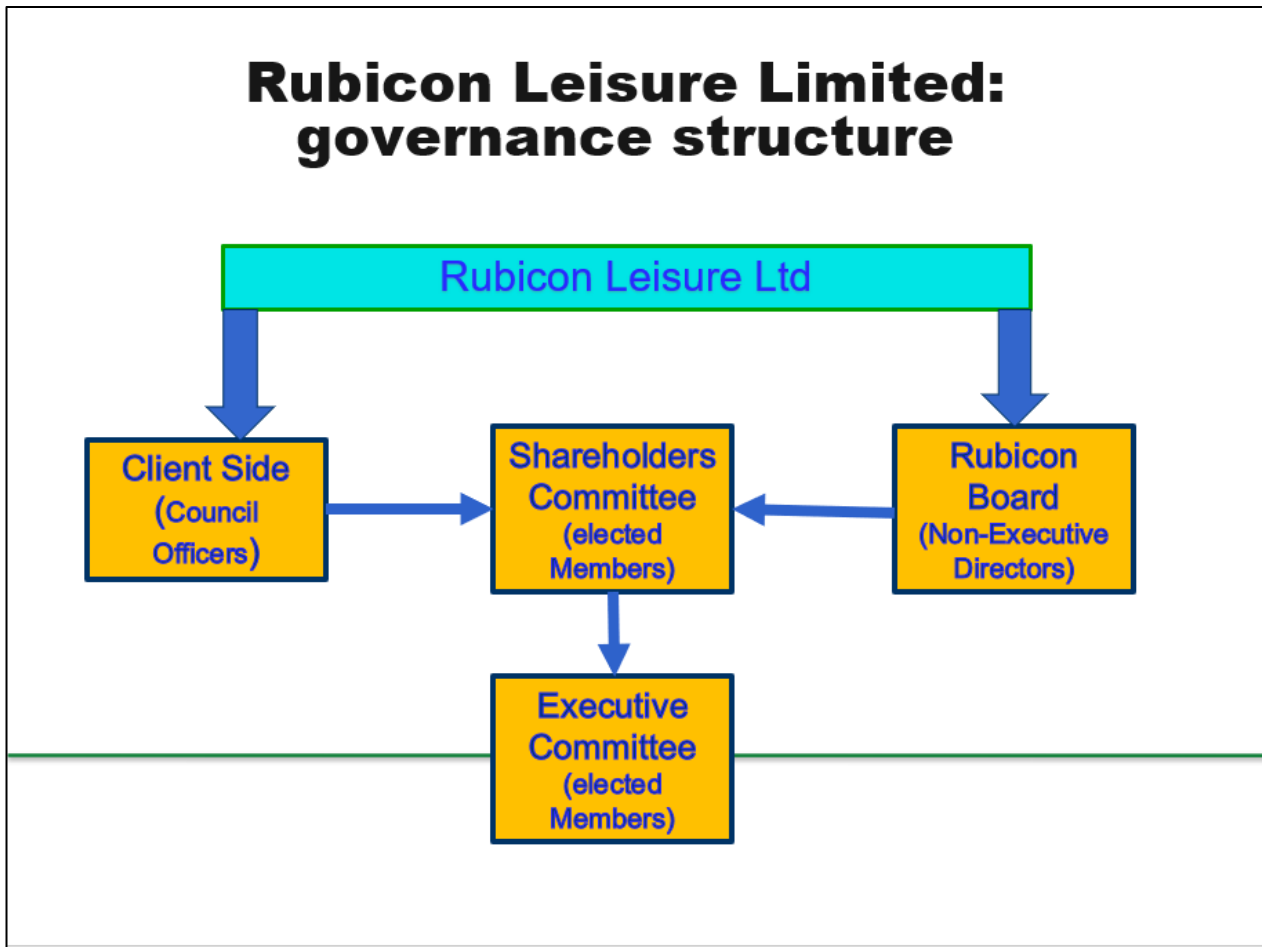 Rubicon Leisure Limited:
governance structure
Rubicon Leisure Ltd
Client Side
(Council
Officers)
Shareholders
Committee
(elected
Members)
Rubicon
Board
(Non-Executive
Directors)
Executive
Committee
(elected
Members)